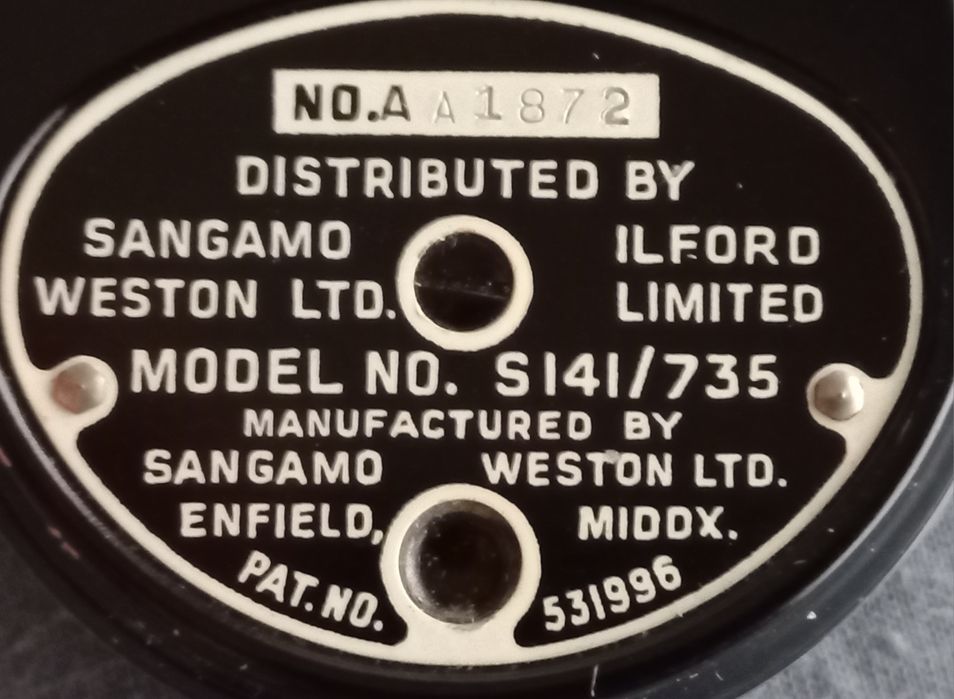 NO.A A1872
DISTRIBUTED BY
SANGAMO ILFORD
WESTON LTD. LIMITED
MODEL NO. S141/735
MANUFACTURED BY
SANGAMO WESTON LTD.
ENFIELD, MIDDX.
PAT.NO. 531996